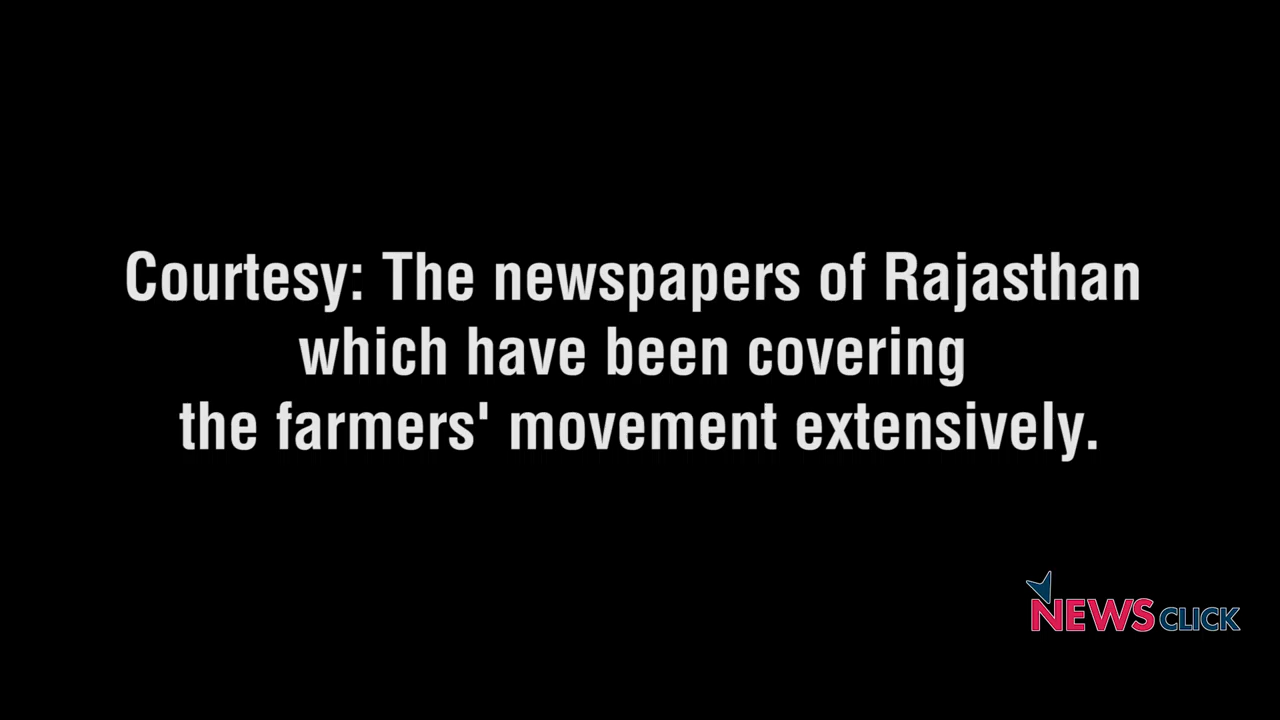 Courtesy: The newspapers of Rajasthan
which have been covering
the farmers' movement extensively.
NEWSCLICK